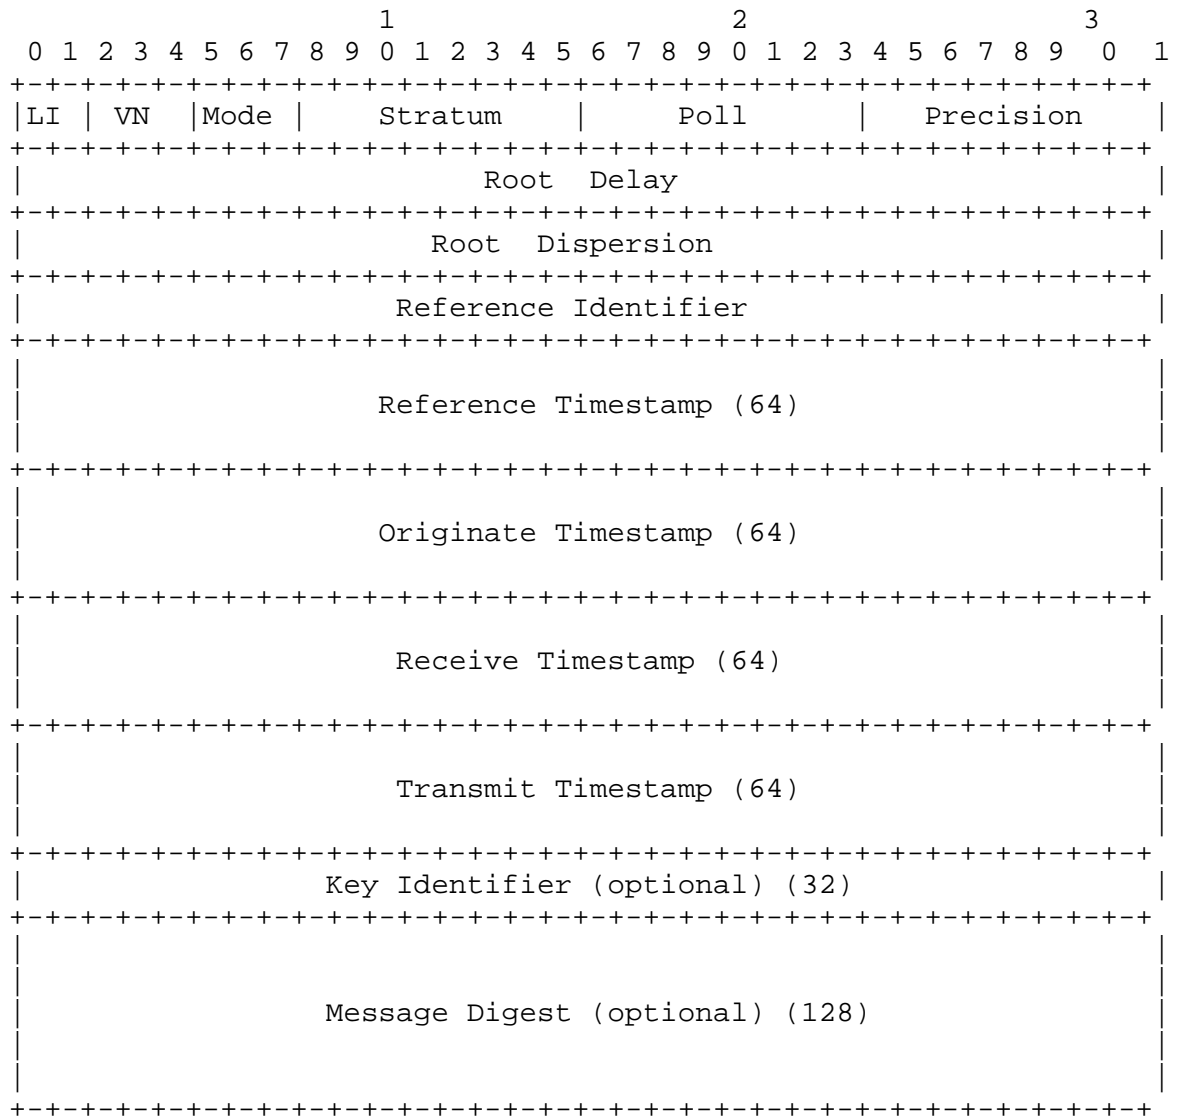 1                   2                   3
 0 1 2 3 4 5 6 7 8 9 0 1 2 3 4 5 6 7 8 9 0 1 2 3 4 5 6 7 8 9  0  1
+-+-+-+-+-+-+-+-+-+-+-+-+-+-+-+-+-+-+-+-+-+-+-+-+-+-+-+-+-+-+-+-+
|LI | VN  |Mode |    Stratum    |     Poll      |   Precision    |
+-+-+-+-+-+-+-+-+-+-+-+-+-+-+-+-+-+-+-+-+-+-+-+-+-+-+-+-+-+-+-+-+
|                          Root  Delay                           |
+-+-+-+-+-+-+-+-+-+-+-+-+-+-+-+-+-+-+-+-+-+-+-+-+-+-+-+-+-+-+-+-+
|                       Root  Dispersion                         |
+-+-+-+-+-+-+-+-+-+-+-+-+-+-+-+-+-+-+-+-+-+-+-+-+-+-+-+-+-+-+-+-+
|                     Reference Identifier                       |
+-+-+-+-+-+-+-+-+-+-+-+-+-+-+-+-+-+-+-+-+-+-+-+-+-+-+-+-+-+-+-+-+
|                                                                |
|                    Reference Timestamp (64)                    |
|                                                                |
+-+-+-+-+-+-+-+-+-+-+-+-+-+-+-+-+-+-+-+-+-+-+-+-+-+-+-+-+-+-+-+-+
|                                                                |
|                    Originate Timestamp (64)                    |
|                                                                |
+-+-+-+-+-+-+-+-+-+-+-+-+-+-+-+-+-+-+-+-+-+-+-+-+-+-+-+-+-+-+-+-+
|                                                                |
|                     Receive Timestamp (64)                     |
|                                                                |
+-+-+-+-+-+-+-+-+-+-+-+-+-+-+-+-+-+-+-+-+-+-+-+-+-+-+-+-+-+-+-+-+
|                                                                |
|                     Transmit Timestamp (64)                    |
|                                                                |
+-+-+-+-+-+-+-+-+-+-+-+-+-+-+-+-+-+-+-+-+-+-+-+-+-+-+-+-+-+-+-+-+
|                 Key Identifier (optional) (32)                 |
+-+-+-+-+-+-+-+-+-+-+-+-+-+-+-+-+-+-+-+-+-+-+-+-+-+-+-+-+-+-+-+-+
|                                                                |
|                                                                |
|                 Message Digest (optional) (128)                |
|                                                                |
|                                                                |
+-+-+-+-+-+-+-+-+-+-+-+-+-+-+-+-+-+-+-+-+-+-+-+-+-+-+-+-+-+-+-+-+